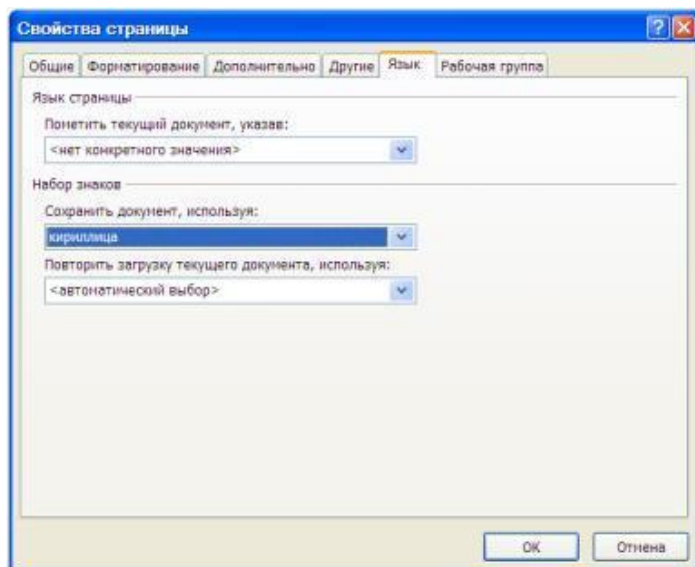 Свойства страницы
Общие Форматирование Дополнительно Другие Язык Рабочая группа
Язык страницы
Пометить текущий документ, указав:
<нет конкретного значения>
Набор знаков
Сохранить документ, используя:
кириллица
Повторить загрузку текущего документа, используя:
<автоматический выбор>
ОК Отмена